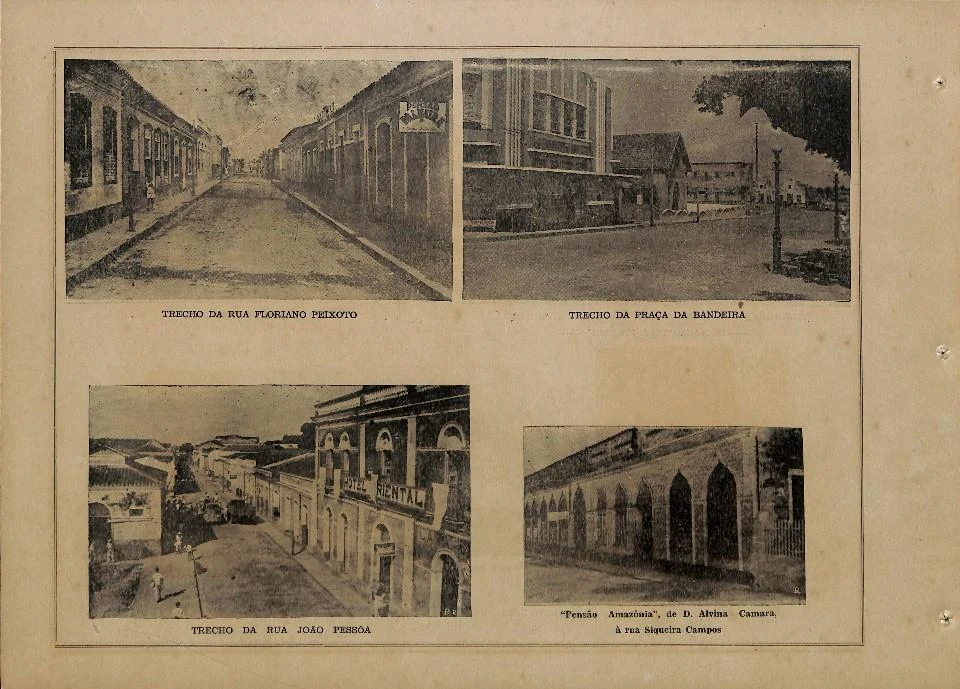 TRECHO DA RUA FLORIANO PEIXOTO
TRECHO DA PRAÇA DA BANDEIRA
HOTEL ORIENTAL
TRECHO DA RUA JOÃO PESSÔA
"Pensão Amazônia", de D. Alvina Camara,
à rua Siqueira Campos